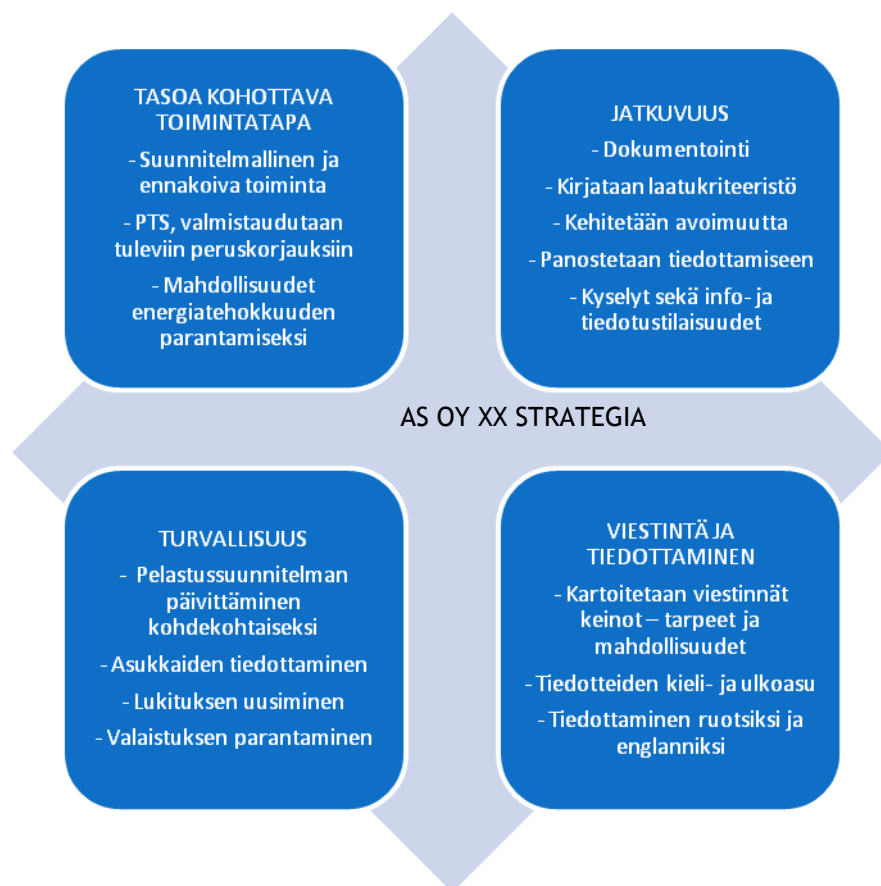 TASOA KOHOTTAVA
TOIMINTATAPA
- Suunnitelmallinen ja
ennakoiva toiminta
- PTS, valmistaudutaan
tuleviin peruskorjauksiin
- Mahdollisuudet
energiatehokkuuden
parantamiseksi
JATKUVUUS
- Dokumentointi
- Kirjataan laatukriteeristö
- Kehitetään avoimuutta
- Panostetaan tiedottamiseen
- Kyselyt sekä info- ja
tiedotustilaisuudet
AS OY XX STRATEGIA
TURVALLISUUS
- Pelastussuunnitelman
päivittäminen
kohdekohtaiseksi
- Asukkaiden tiedottaminen
- Lukituksen uusiminen
- Valaistuksen parantaminen
VIESTINTÄ JA
TIEDOTTAMINEN
- Kartoitetaan viestinnät
keinot – tarpeet ja
mahdollisuudet
- Tiedotteiden kieli- ja ulkoasu
- Tiedottaminen ruotsiksi ja
englanniksi